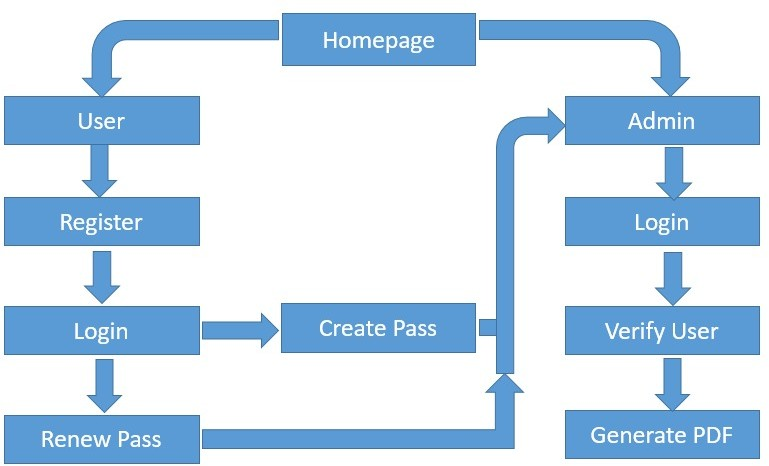 Homepage
User
Admin
Register
Login
Login
Create Pass
Verify User
Renew Pass
Generate PDF